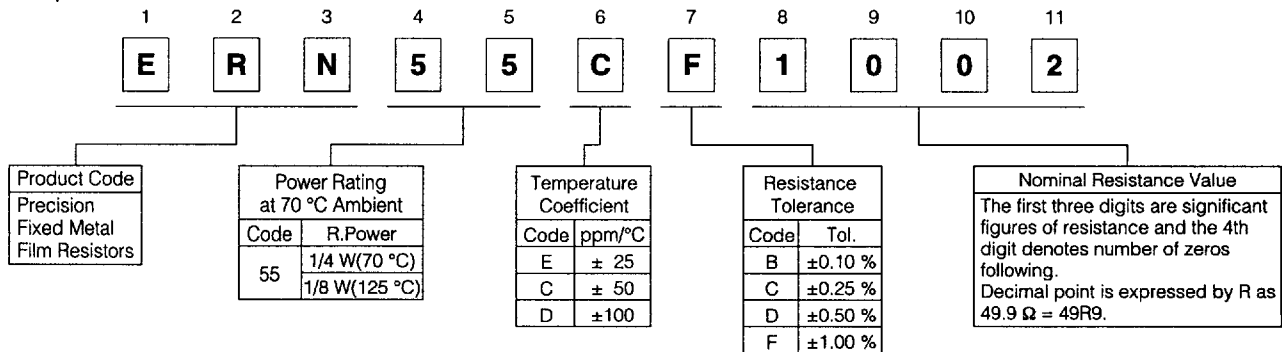 1 2 3 4 5 6 7 8 9 10 11
E R N 5 5 C F 1 0 0 2
Product Code
Precision
Fixed Metal
Film Resistors
Power Rating
at 70 °C Ambient
Code R.Power
55
1/4 W(70 °C)
1/8 W(125 °C)
Temperature
Coefficient
Code ppm/°C
E ± 25
C ± 50
D ±100
Resistance
Tolerance
Code Tol.
B ±0.10 %
C ±0.25 %
D ±0.50 %
F ±1.00 %
Nominal Resistance Value
The first three digits are significant
figures of resistance and the 4th
digit denotes number of zeros
following.
Decimal point is expressed by R as
49.9 Ω = 49R9.